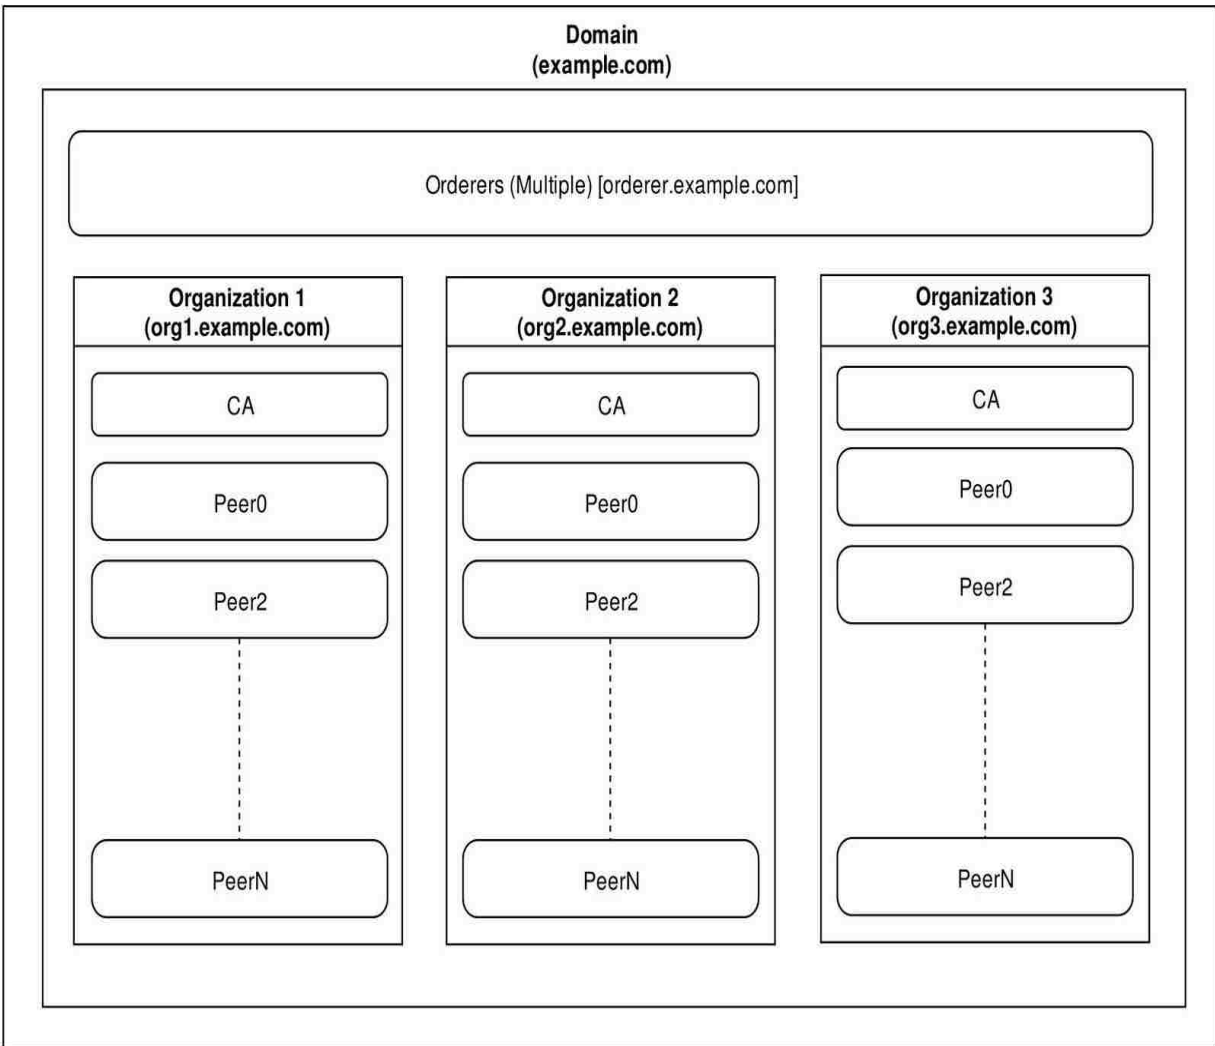 Domain
(example.com)
Orderers (Multiple) [orderer.example.com]
Organization 1
(org1.example.com)
CA
Peer0
Peer2
PeerN
Organization 2
(org2.example.com)
CA
Peer0
Peer2
PeerN
Organization 3
(org3.example.com)
CA
Peer0
Peer2
PeerN